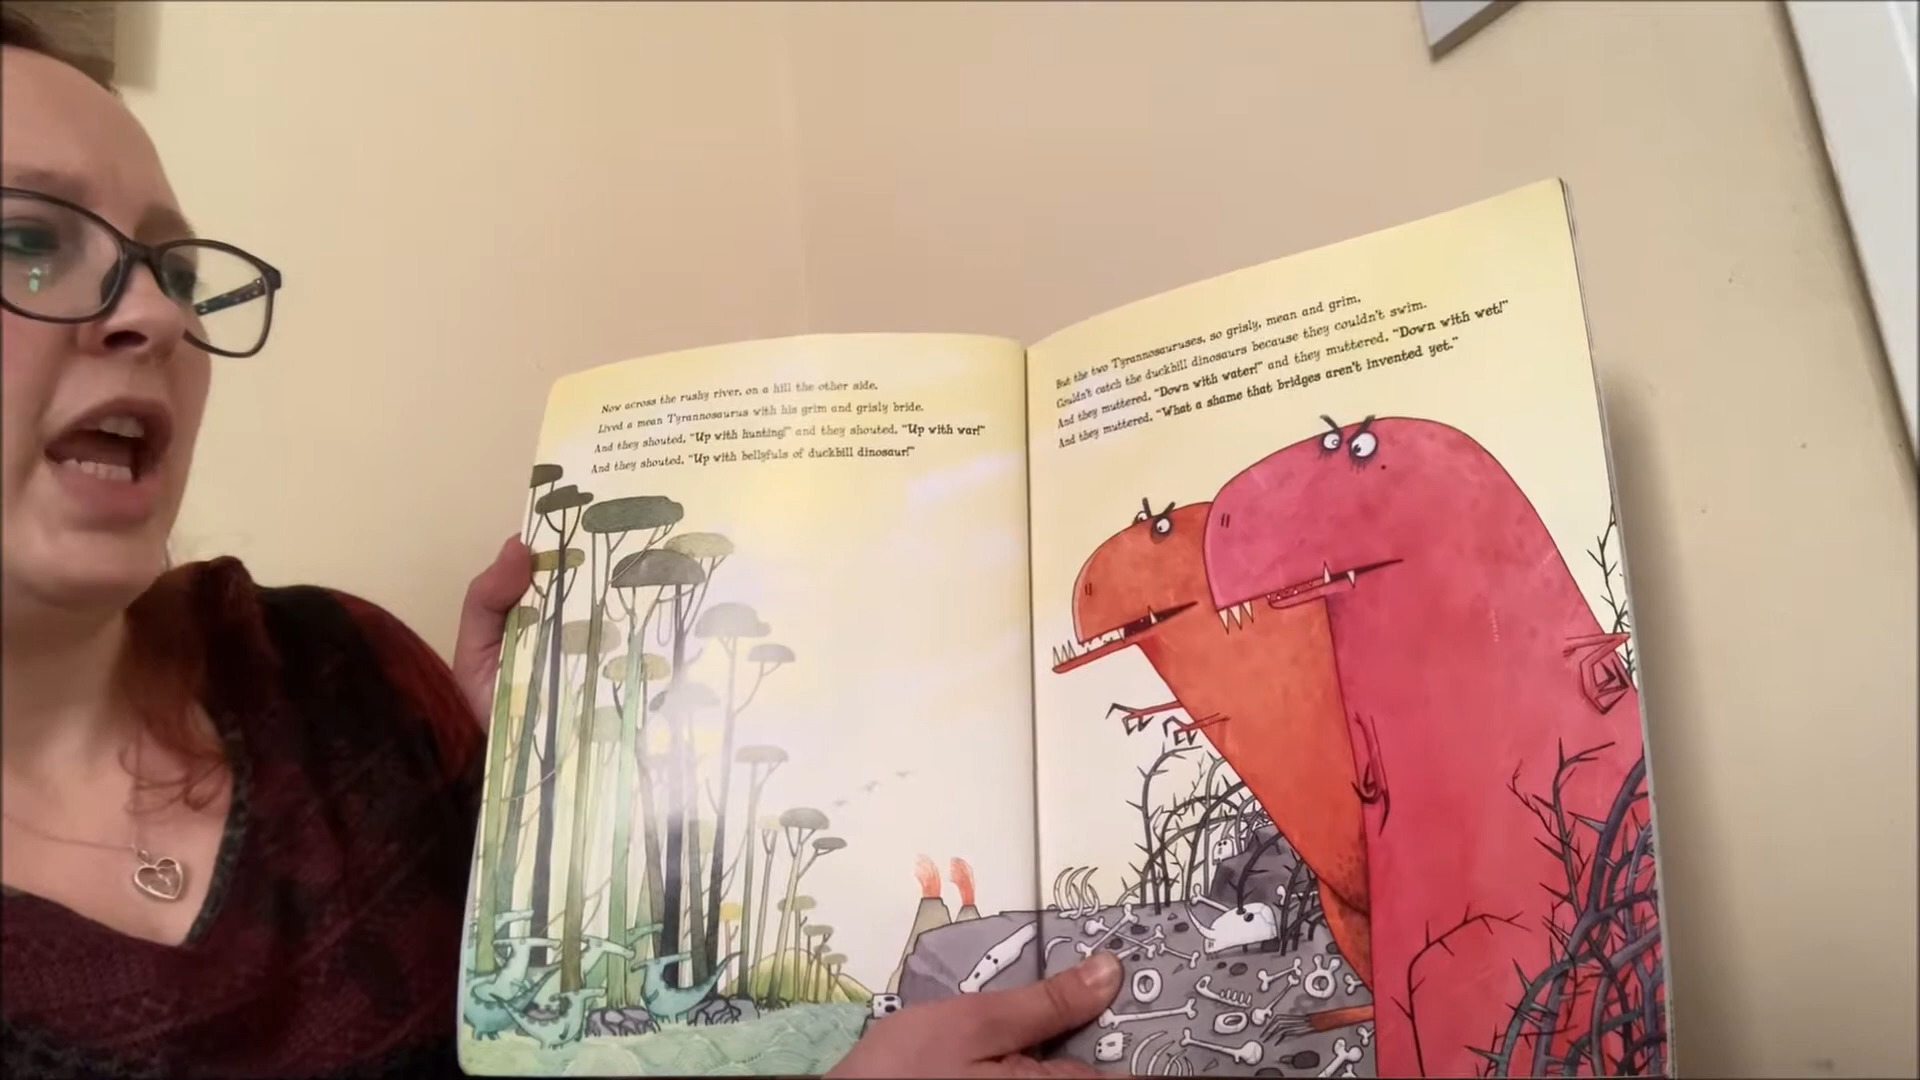 Now across the rushy river, on a hill the other side,
Lived a mean Tyrannosaurus with his grim and grisly bride.
And they shouted, "Up with hunting!" and they shouted, "Up with war!"
And they shouted, "Up with bellyfuls of duckbill dinosaur!"
But the two Tyrannosauruses, so grisly, mean and grim,
Couldn't catch the duckbill dinosaurs because they couldn't swim.
And they muttered, "Down with water!" and they muttered, "Down with wet!"
And they muttered, "What a shame that bridges aren't invented yet."